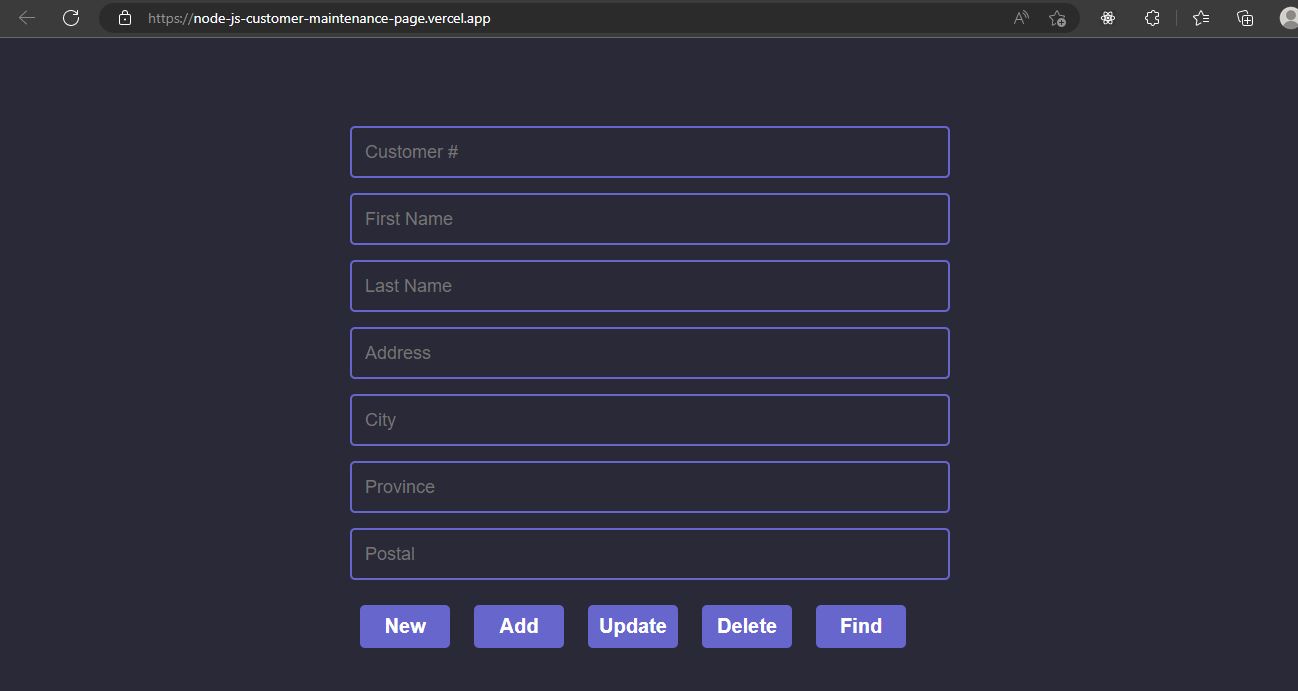 https://node-js-customer-maintenance-page.vercel.app
Customer #
First Name
Last Name
Address
City
Province
Postal
New Add Update Delete Find